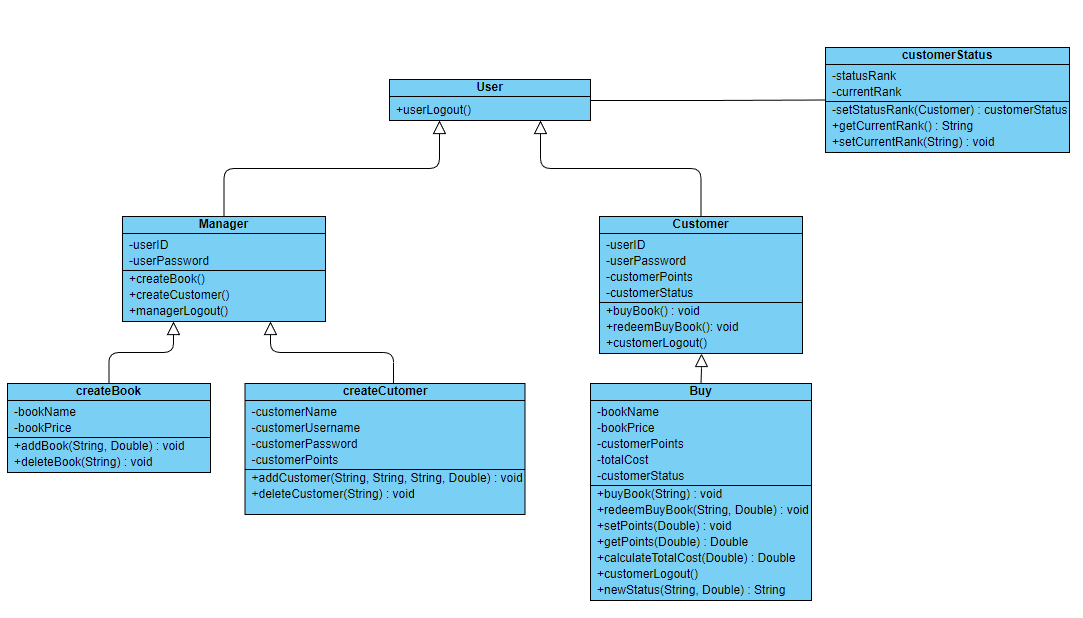 customerStatus
-statusRank
-currentRank
-setStatusRank(Customer) : customerStatus
+getCurrentRank() : String
+setCurrentRank(String) : void
User
+userLogout()
Manager
-userID
-userPassword
+createBook()
+createCustomer()
+managerLogout()
Customer
-userID
-userPassword
-customerPoints
-customerStatus
+buyBook() : void
+redeemBuyBook(): void
+customerLogout()
createBook
-bookName
-bookPrice
+addBook(String, Double) : void
+deleteBook(String) : void
createCutomer
-customerName
-customerUsername
-customerPassword
-customerPoints
+addCustomer(String, String, String, Double) : void
+deleteCustomer(String) : void
Buy
-bookName
-bookPrice
-customerPoints
-totalCost
-customerStatus
+buyBook(String) : void
+redeemBuyBook(String, Double) : void
+setPoints(Double) : void
+getPoints(Double) : Double
+calculateTotalCost(Double) : Double
+customerLogout()
+newStatus(String, Double) : String